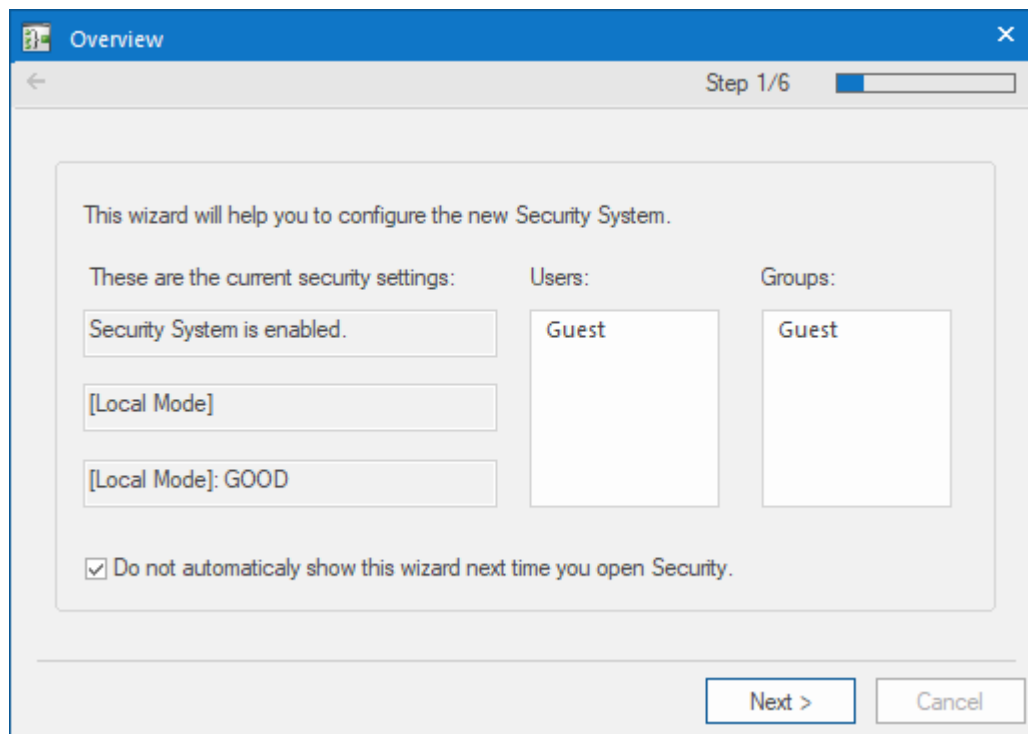 Overview
Step 1/6
This wizard will help you to configure the new Security System.
These are the current security settings:
Users:
Groups:
Security System is enabled.
Guest
Guest
[Local Mode]
[Local Mode]: GOOD
Do not automaticaly show this wizard next time you open Security.
Next >
Cancel